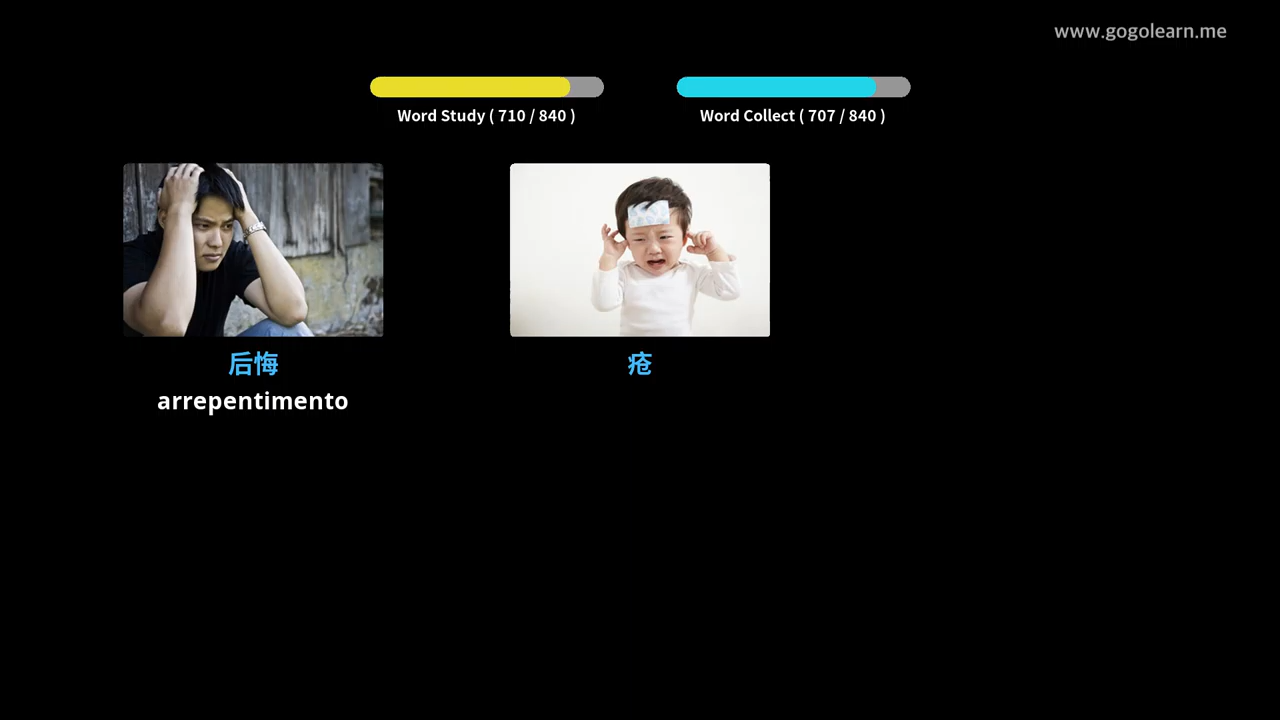 www.gogolearn.me
Word Study ( 710 / 840 )
Word Collect ( 707 / 840 )
后悔
疮
arrepentimento